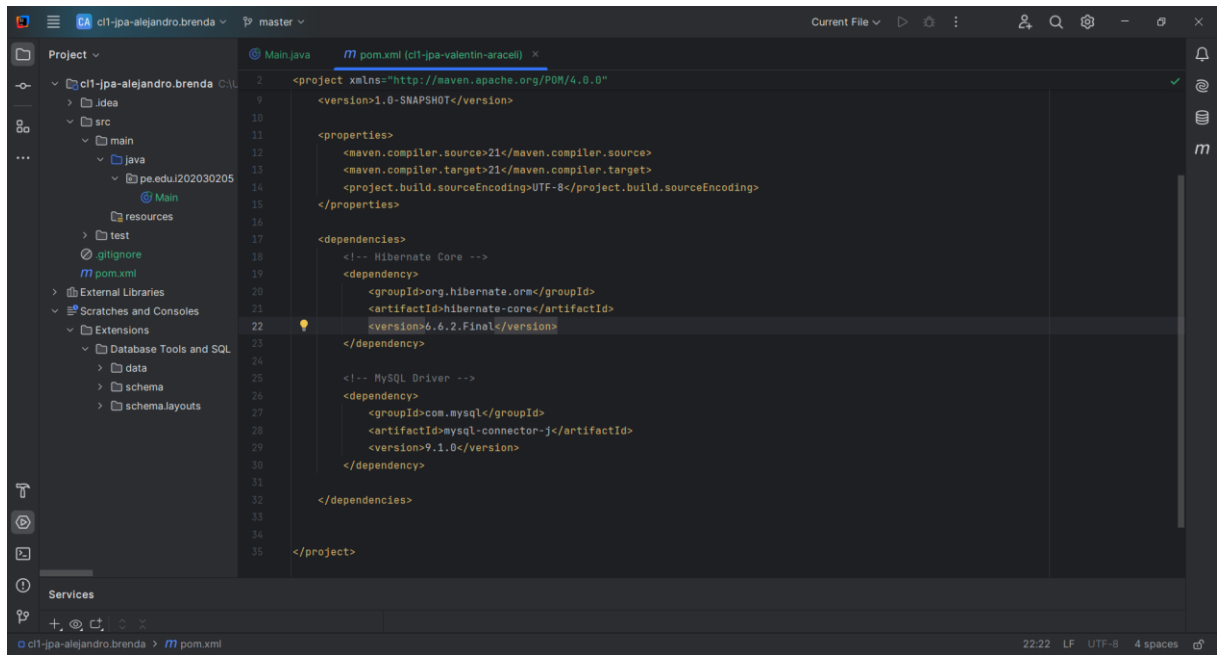 CA cl1-jpa-alejandro.brenda master Current File
Project
Main.java
m pom.xml (cl1-jpa-valentin-araceli)
cl1-jpa-alejandro.brenda C:\U
.idea
src
main
java
pe.edu.i202030205
Main
resources
test
.gitignore
m pom.xml
External Libraries
Scratches and Consoles
Extensions
Database Tools and SQL
data
schema
schema.layouts
2 <project xmlns="http://maven.apache.org/POM/4.0.0"
9 <version>1.0-SNAPSHOT</version>
10
11 <properties>
12 <maven.compiler.source>21</maven.compiler.source>
13 <maven.compiler.target>21</maven.compiler.target>
14 <project.build.sourceEncoding>UTF-8</project.build.sourceEncoding>
15 </properties>
16
17 <dependencies>
18 <!-- Hibernate Core -->
19 <dependency>
20 <groupId>org.hibernate.orm</groupId>
21 <artifactId>hibernate-core</artifactId>
22 <version>6.6.2.Final</version>
23 </dependency>
24
25 <!-- MySQL Driver -->
26 <dependency>
27 <groupId>com.mysql</groupId>
28 <artifactId>mysql-connector-j</artifactId>
29 <version>9.1.0</version>
30 </dependency>
31
32 </dependencies>
33
34
35 </project>
m
Services
cl1-jpa-alejandro.brenda > m pom.xml 22:22 LF UTF-8 4 spaces